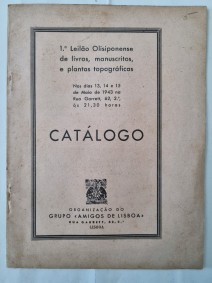 1.º Leilão Olisiponense
de livros, manuscritos,
e plantas topográficas
Nos dias 13, 14 e 15
de Maio de 1943 na
Rua Garrett, 62, 2.º,
às 21,30 horas
CATÁLOGO
ORGANIZAÇÃO DO
GRUPO «AMIGOS DE LISBOA»
RUA GARRETT, 62, 2.º
LISBOA